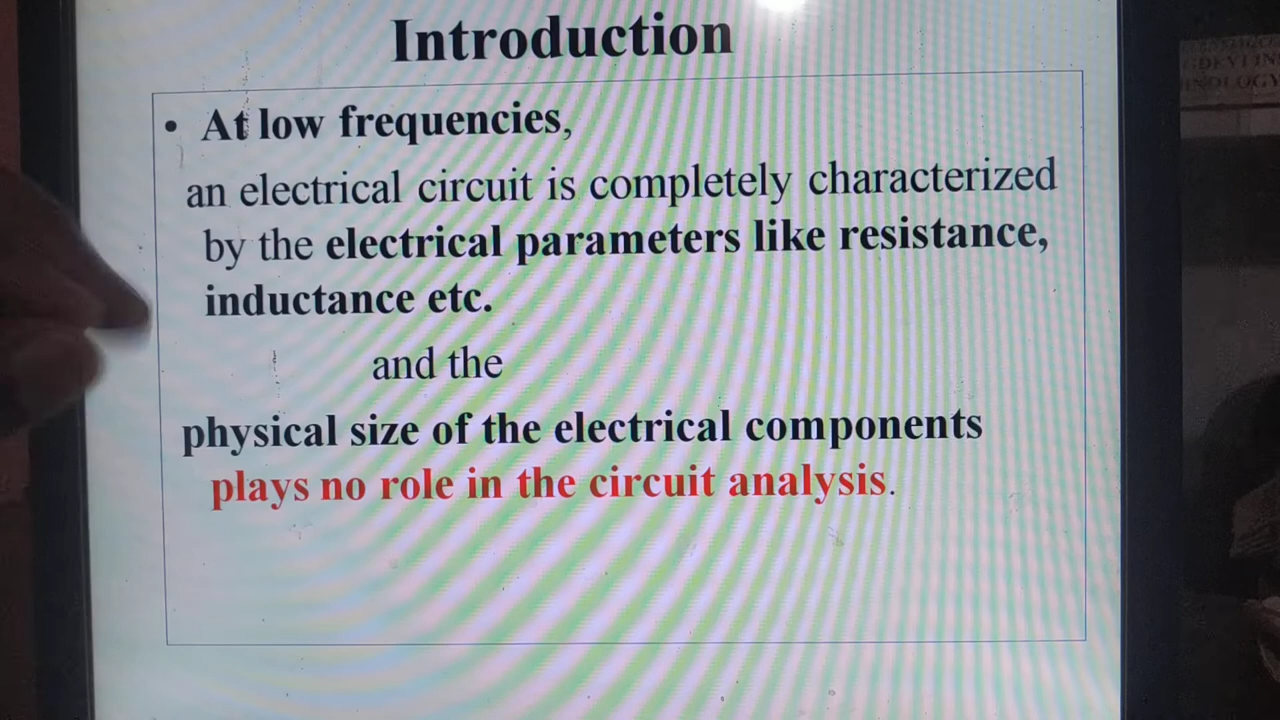 Introduction
• At low frequencies,
an electrical circuit is completely characterized
by the electrical parameters like resistance,
inductance etc.
and the
physical size of the electrical components
plays no role in the circuit analysis.